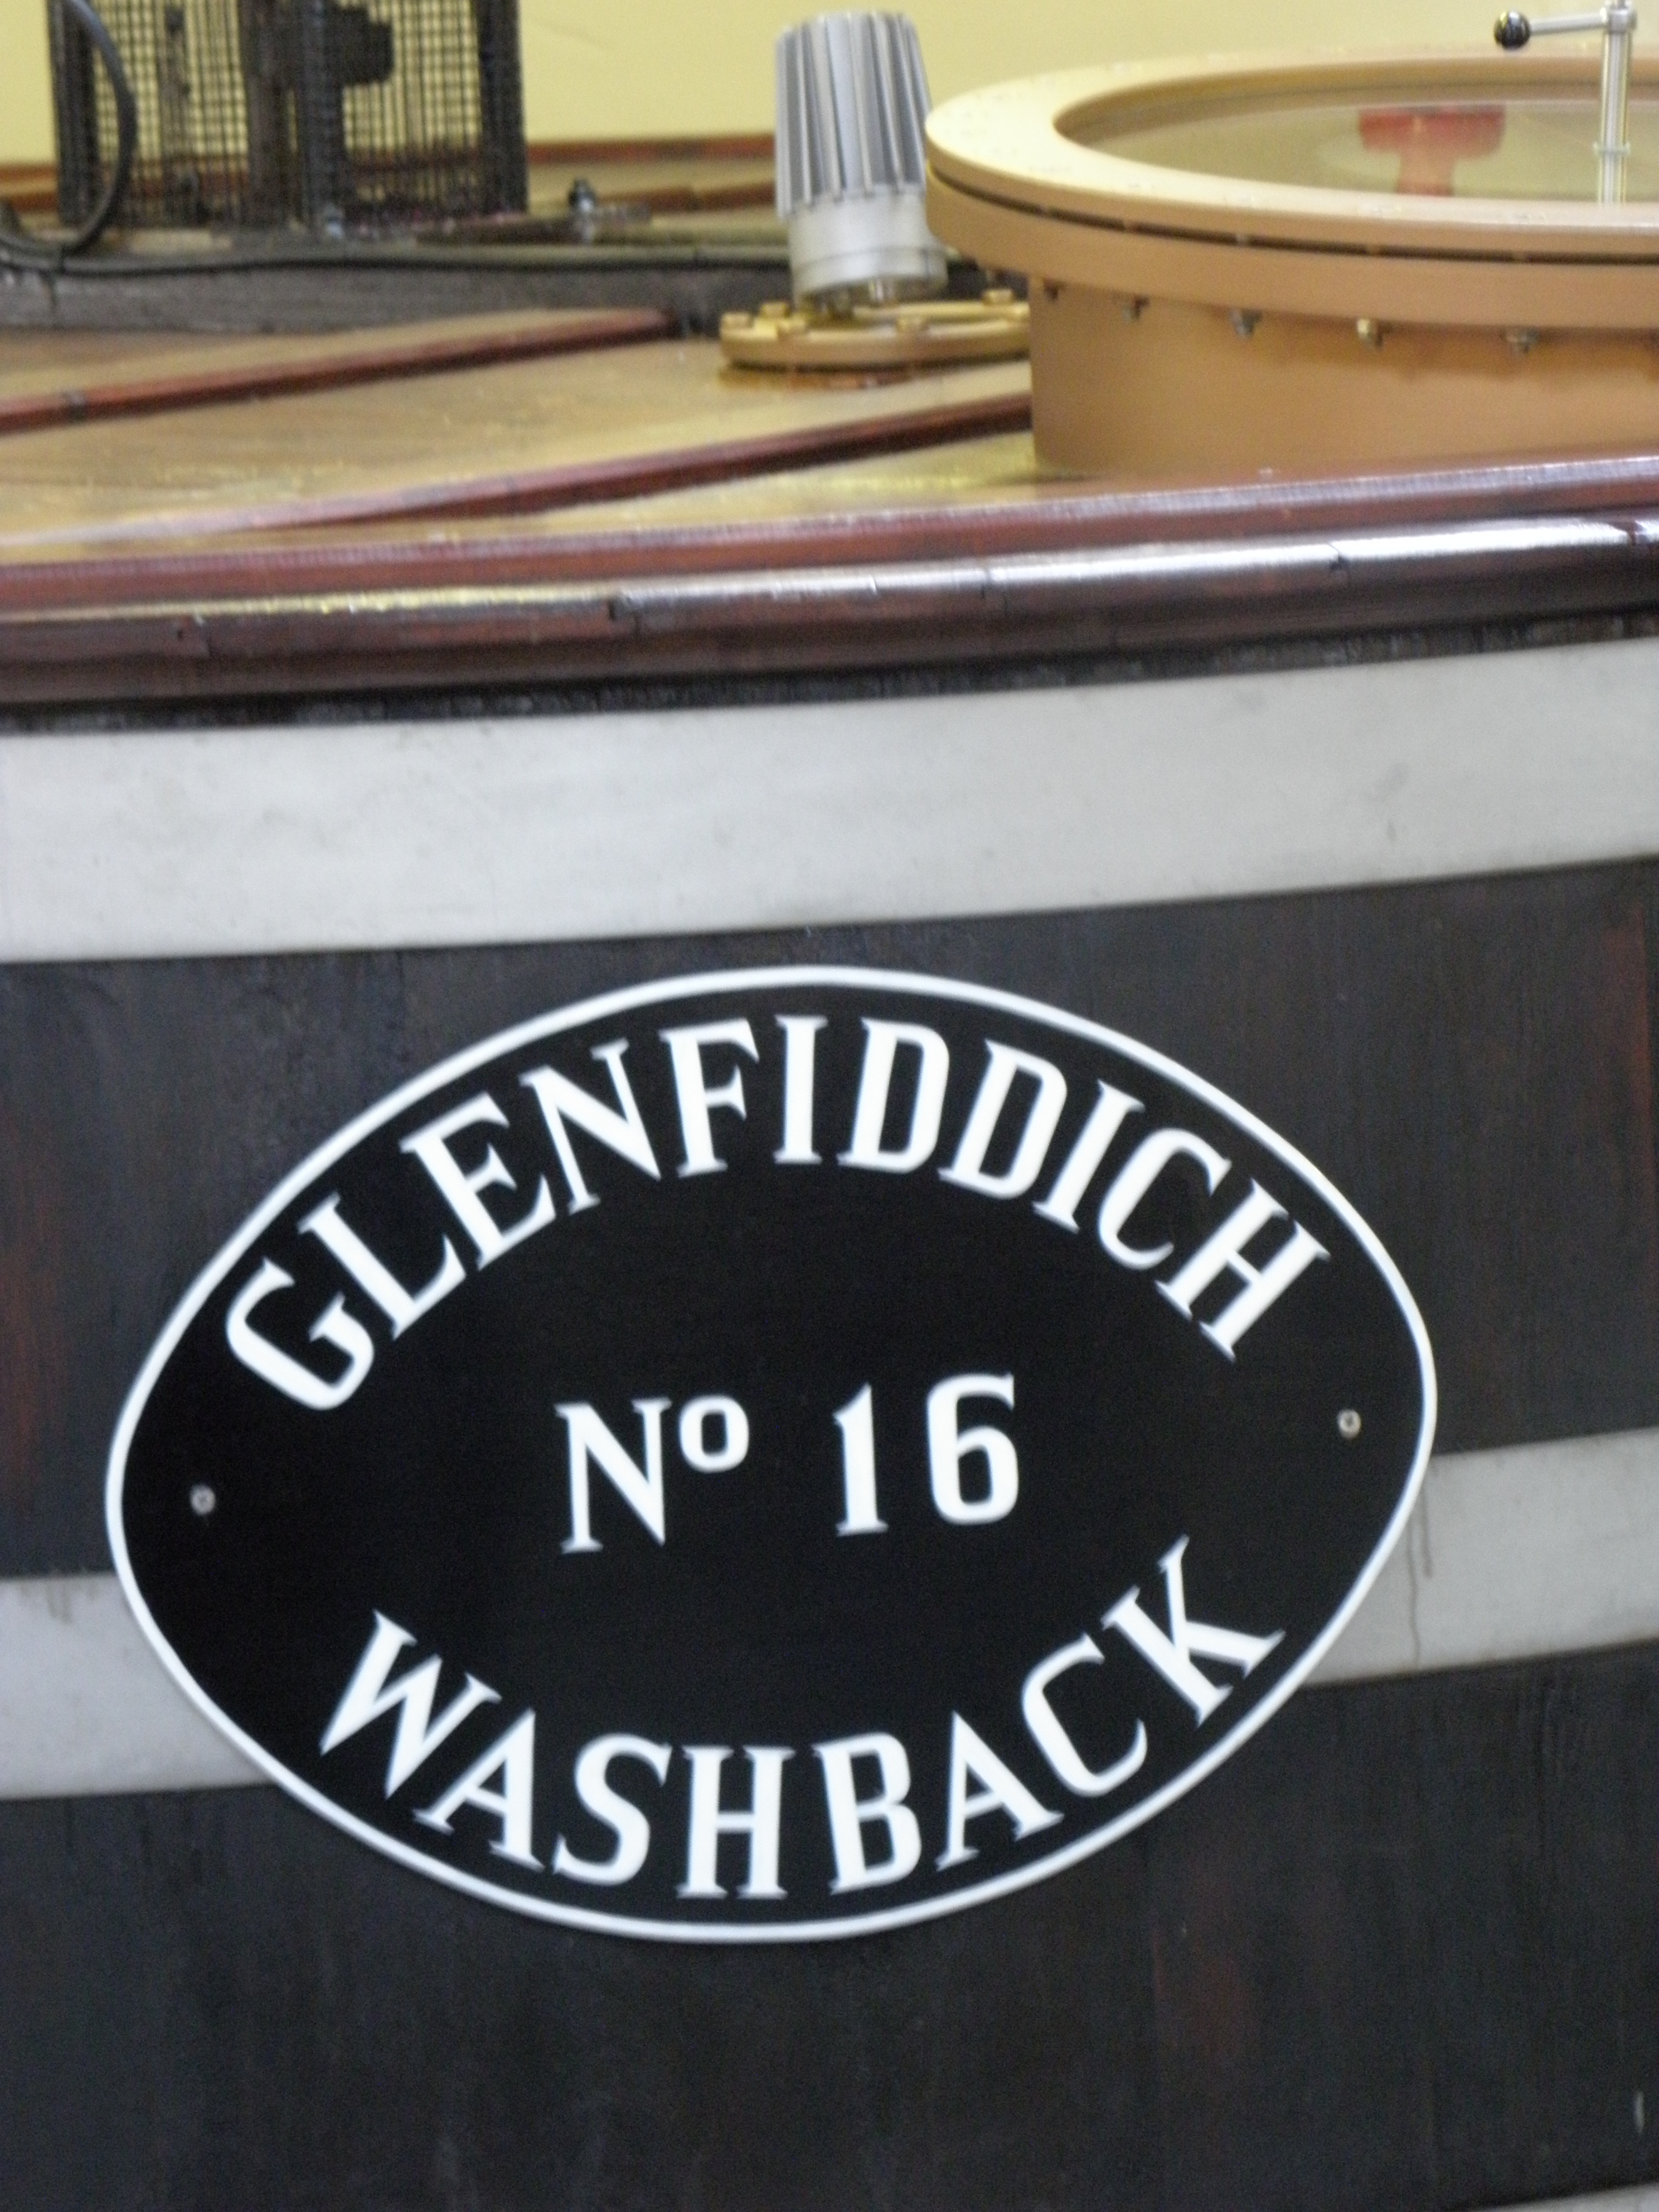 GLENFIDDICH
Nº 16
WASHBACK